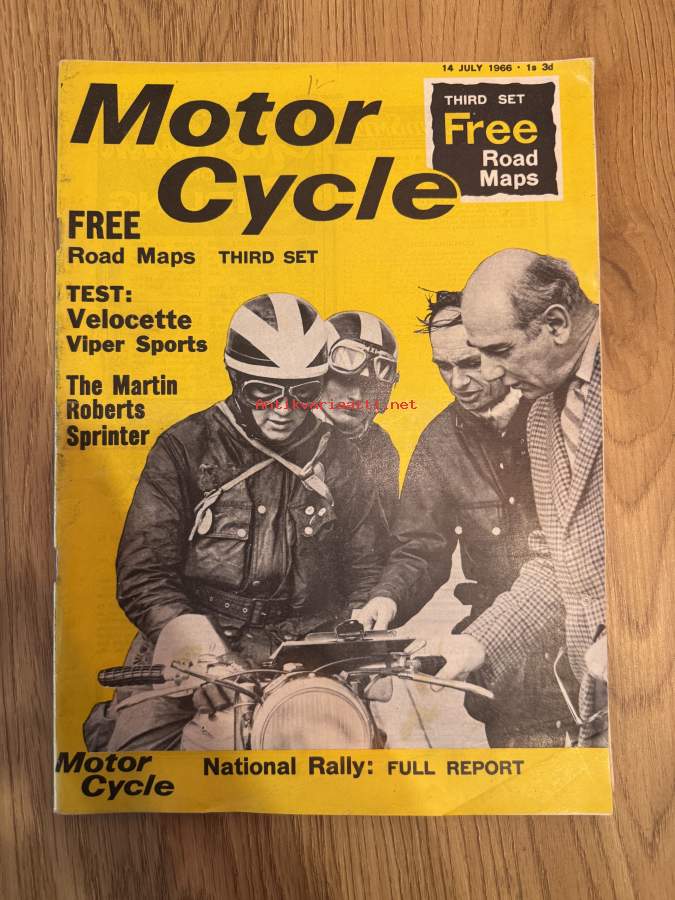 14 JULY 1966 · 1s 3d
Motor
Cycle
THIRD SET
Free
Road
Maps
FREE
Road Maps THIRD SET
TEST:
Velocette
Viper Sports
The Martin
Roberts
Sprinter
Antikvariaatti.net
Motor
Cycle
National Rally: FULL REPORT